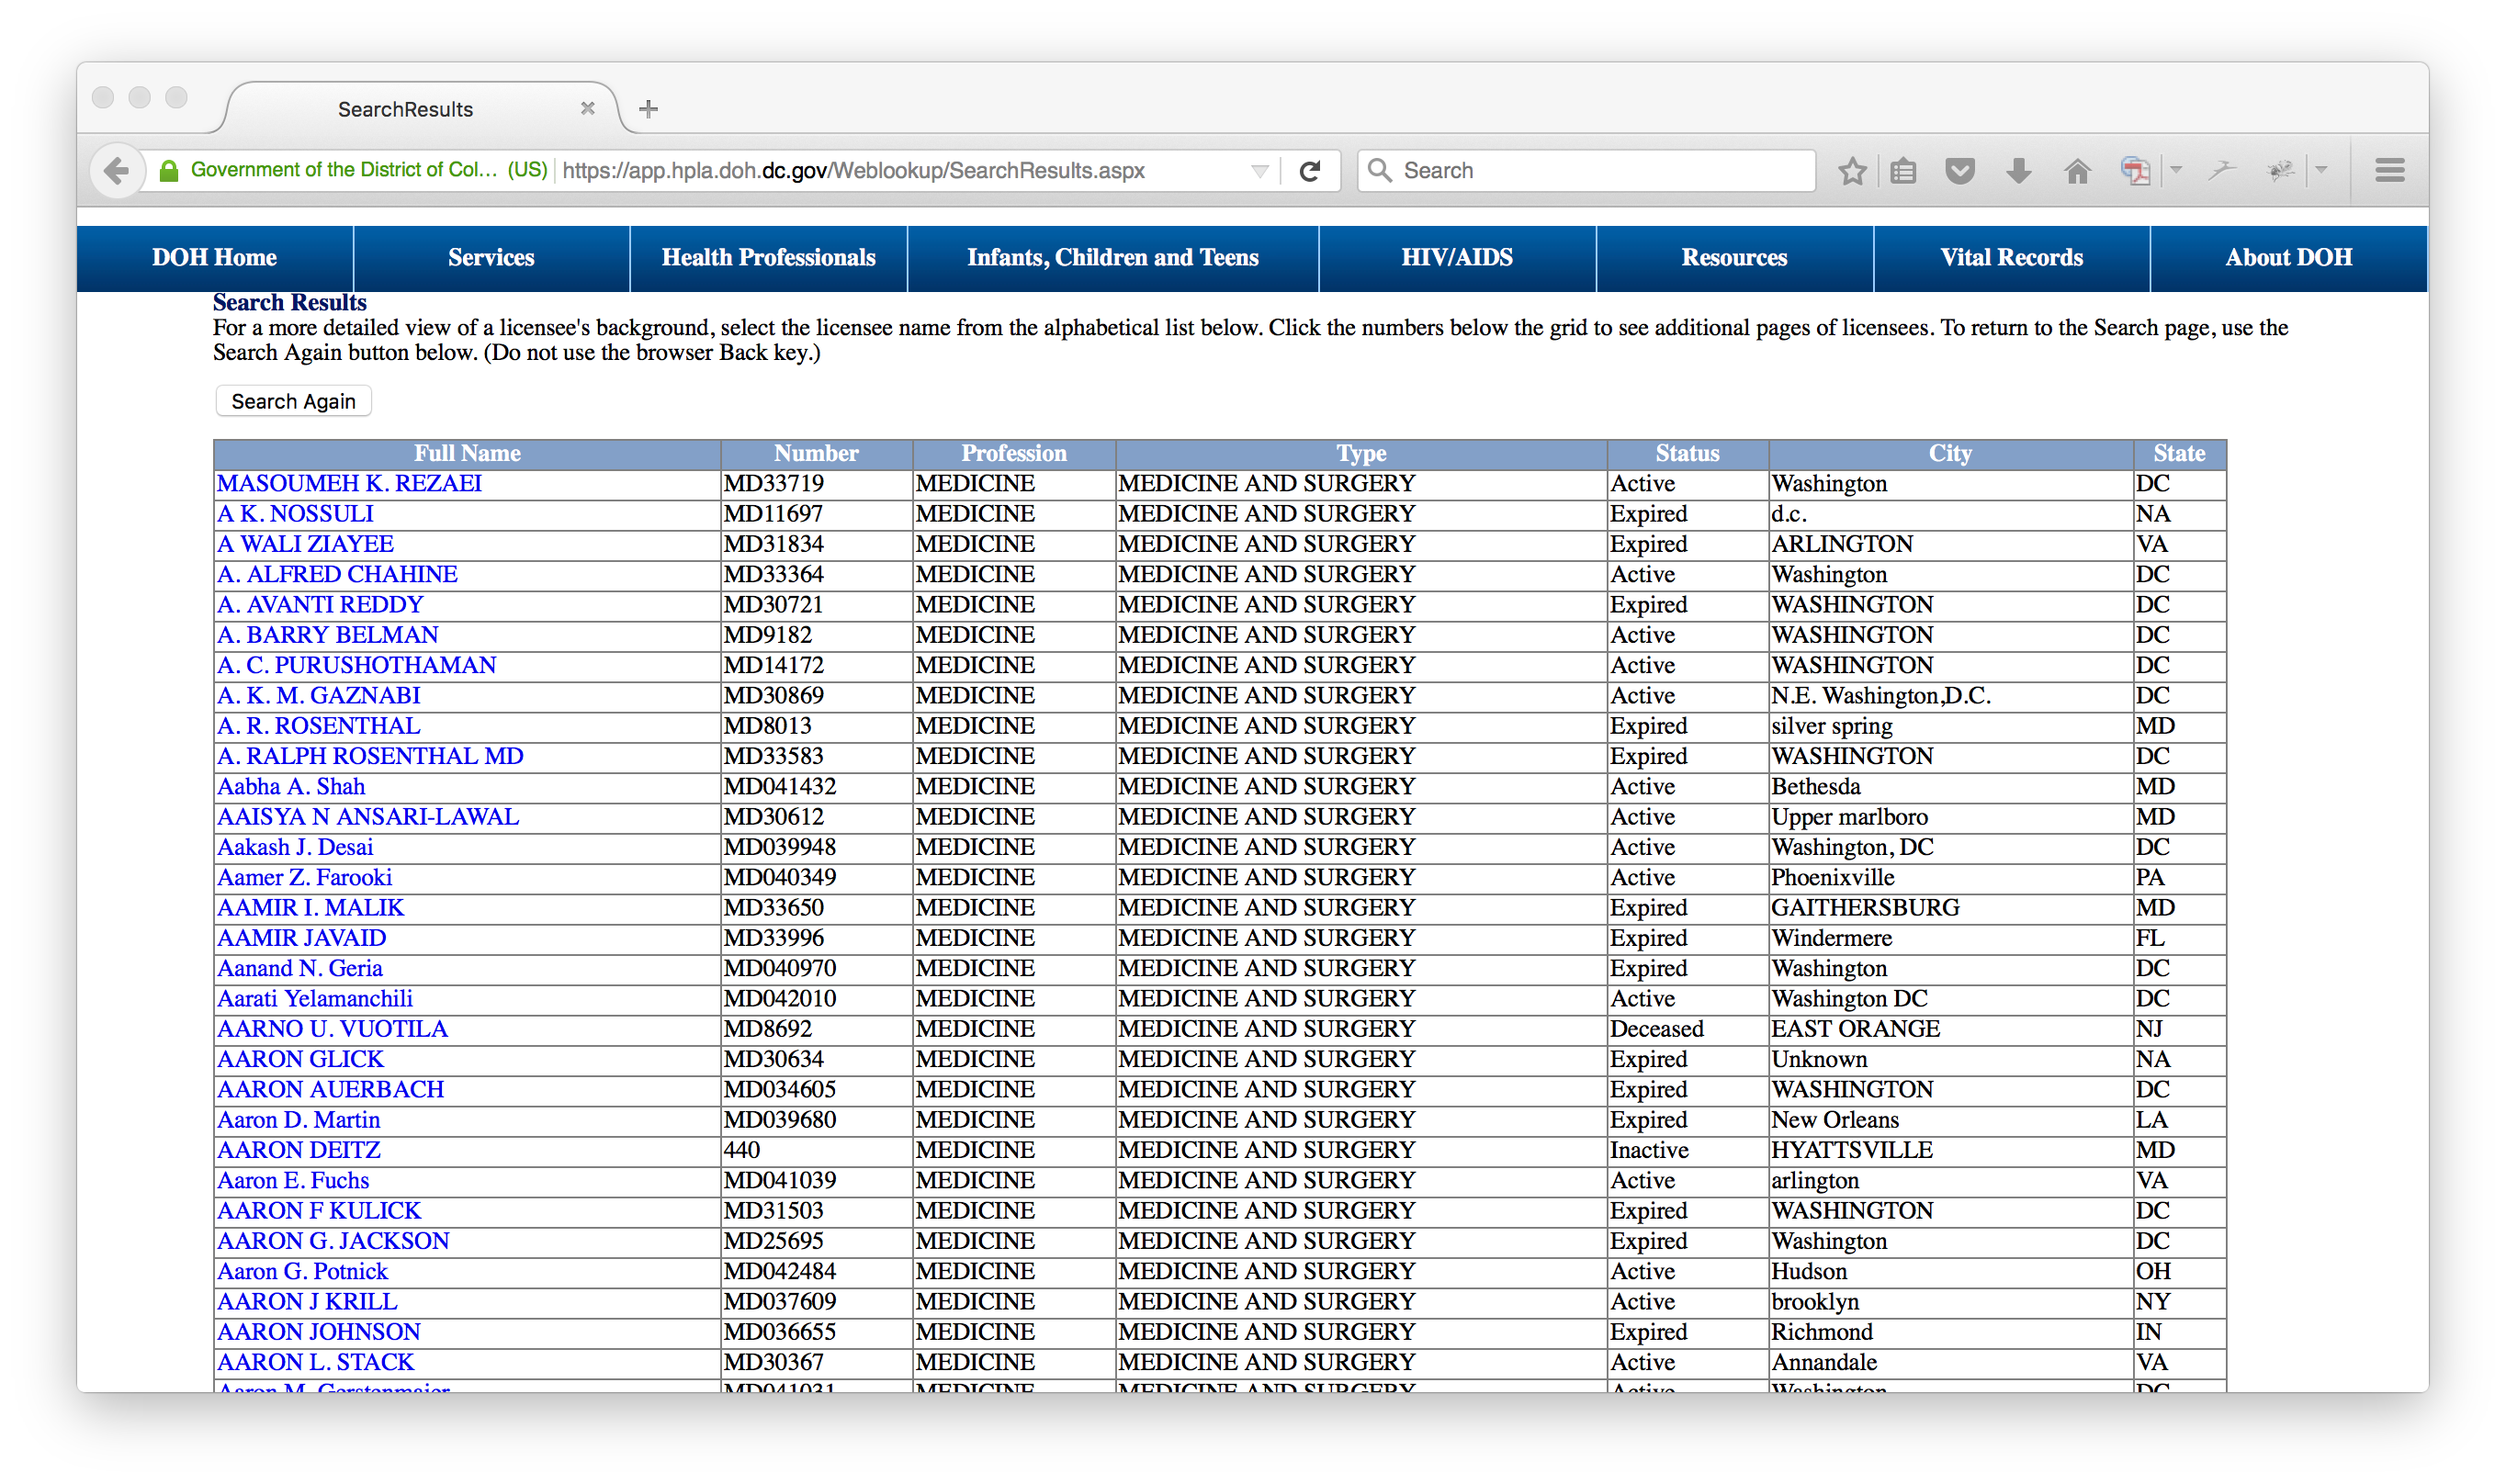 SearchResults
Government of the District of Col... (US) https://app.hpla.doh.dc.gov/Weblookup/SearchResults.aspx Search
DOH Home Services Health Professionals Infants, Children and Teens HIV/AIDS Resources Vital Records About DOH
Search Results
For a more detailed view of a licensee's background, select the licensee name from the alphabetical list below. Click the numbers below the grid to see additional pages of licensees. To return to the Search page, use the
Search Again button below. (Do not use the browser Back key.)
Search Again
Full Name Number Profession Type Status City State
MASOUMEH K. REZAEI MD33719 MEDICINE MEDICINE AND SURGERY Active Washington DC
A K. NOSSULI MD11697 MEDICINE MEDICINE AND SURGERY Expired d.c. NA
A WALI ZIAYEE MD31834 MEDICINE MEDICINE AND SURGERY Expired ARLINGTON VA
A. ALFRED CHAHINE MD33364 MEDICINE MEDICINE AND SURGERY Active Washington DC
A. AVANTI REDDY MD30721 MEDICINE MEDICINE AND SURGERY Expired WASHINGTON DC
A. BARRY BELMAN MD9182 MEDICINE MEDICINE AND SURGERY Active WASHINGTON DC
A. C. PURUSHOTHAMAN MD14172 MEDICINE MEDICINE AND SURGERY Active WASHINGTON DC
A. K. M. GAZNABI MD30869 MEDICINE MEDICINE AND SURGERY Active N.E. Washington,D.C. DC
A. R. ROSENTHAL MD8013 MEDICINE MEDICINE AND SURGERY Expired silver spring MD
A. RALPH ROSENTHAL MD MD33583 MEDICINE MEDICINE AND SURGERY Expired WASHINGTON DC
Aabha A. Shah MD041432 MEDICINE MEDICINE AND SURGERY Active Bethesda MD
AAISYA N ANSARI-LAWAL MD30612 MEDICINE MEDICINE AND SURGERY Active Upper marlboro MD
Aakash J. Desai MD039948 MEDICINE MEDICINE AND SURGERY Active Washington, DC DC
Aamer Z. Farooki MD040349 MEDICINE MEDICINE AND SURGERY Active Phoenixville PA
AAMIR I. MALIK MD33650 MEDICINE MEDICINE AND SURGERY Expired GAITHERSBURG MD
AAMIR JAVAID MD33996 MEDICINE MEDICINE AND SURGERY Expired Windermere FL
Aanand N. Geria MD040970 MEDICINE MEDICINE AND SURGERY Expired Washington DC
Aarati Yelamanchili MD042010 MEDICINE MEDICINE AND SURGERY Active Washington DC DC
AARNO U. VUOTILA MD8692 MEDICINE MEDICINE AND SURGERY Deceased EAST ORANGE NJ
AARON GLICK MD30634 MEDICINE MEDICINE AND SURGERY Expired Unknown NA
AARON AUERBACH MD034605 MEDICINE MEDICINE AND SURGERY Expired WASHINGTON DC
Aaron D. Martin MD039680 MEDICINE MEDICINE AND SURGERY Expired New Orleans LA
AARON DEITZ 440 MEDICINE MEDICINE AND SURGERY Inactive HYATTSVILLE MD
Aaron E. Fuchs MD041039 MEDICINE MEDICINE AND SURGERY Active arlington VA
AARON F KULICK MD31503 MEDICINE MEDICINE AND SURGERY Expired WASHINGTON DC
AARON G. JACKSON MD25695 MEDICINE MEDICINE AND SURGERY Expired Washington DC
Aaron G. Potnick MD042484 MEDICINE MEDICINE AND SURGERY Active Hudson OH
AARON J KRILL MD037609 MEDICINE MEDICINE AND SURGERY Active brooklyn NY
AARON JOHNSON MD036655 MEDICINE MEDICINE AND SURGERY Expired Richmond IN
AARON L. STACK MD30367 MEDICINE MEDICINE AND SURGERY Active Annandale VA
Aaron M. Gerstenmaier MD041031 MEDICINE MEDICINE AND SURGERY Active Washington DC